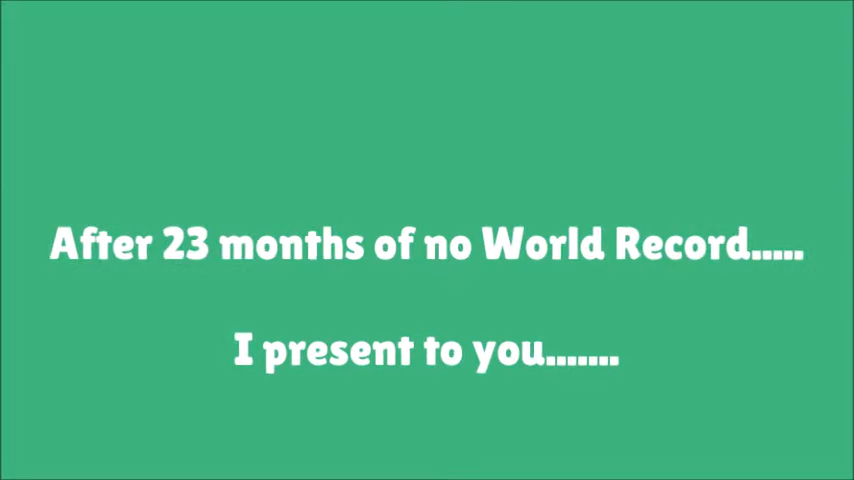 After 23 months of no World Record.....
I present to you.......